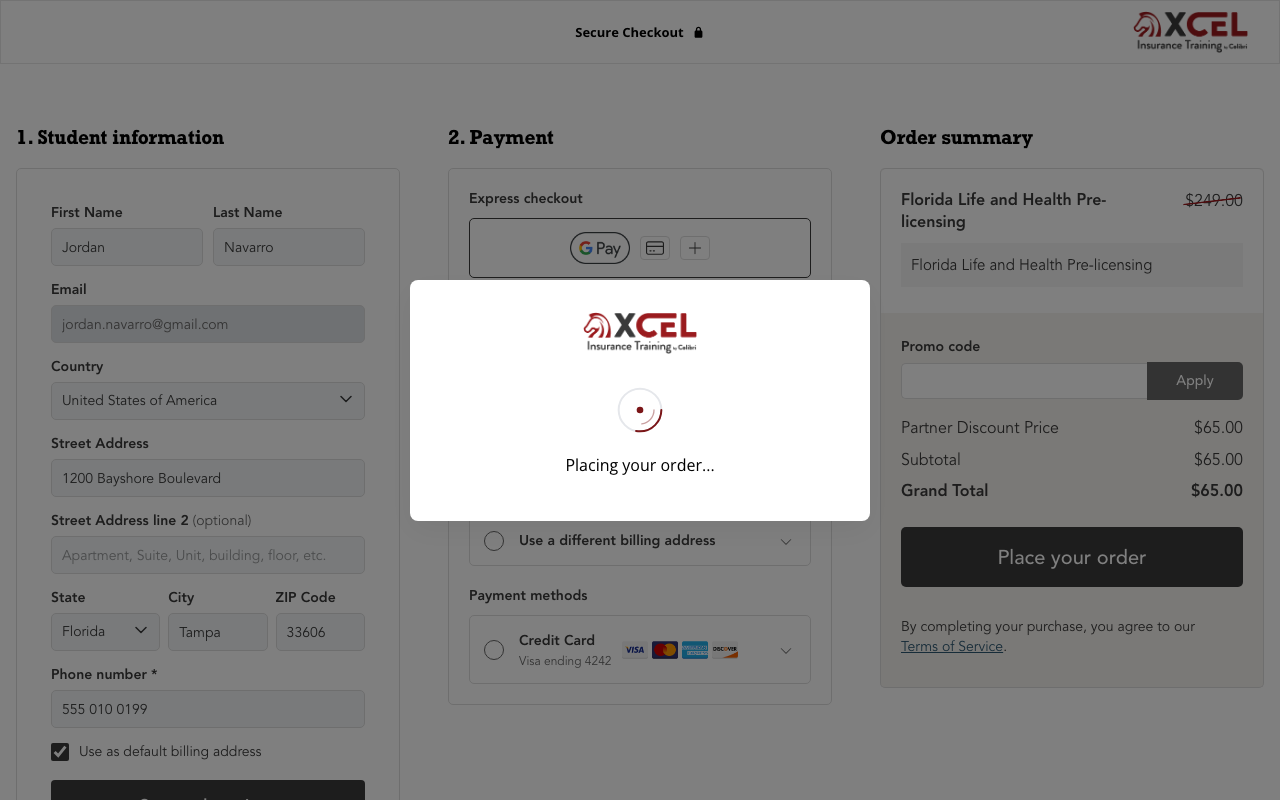 Secure Checkout
XCEL
Insurance Training by Calibri
1. Student information
First Name
Last Name
Jordan
Navarro
Email
jordan.navarro@gmail.com
Country
United States of America
Street Address
1200 Bayshore Boulevard
Street Address line 2 (optional)
Apartment, Suite, Unit, building, floor, etc.
State
City
ZIP Code
Florida
Tampa
33606
Phone number *
555 010 0199
Use as default billing address
2. Payment
Express checkout
G Pay
XCEL
Insurance Training by Calibri
Placing your order...
Use a different billing address
Payment methods
Credit Card
Visa ending 4242
VISA
DISCOVER
Order summary
Florida Life and Health Pre-
licensing
$249.00
Florida Life and Health Pre-licensing
Promo code
Apply
Partner Discount Price
$65.00
Subtotal
$65.00
Grand Total
$65.00
Place your order
By completing your purchase, you agree to our
Terms of Service.